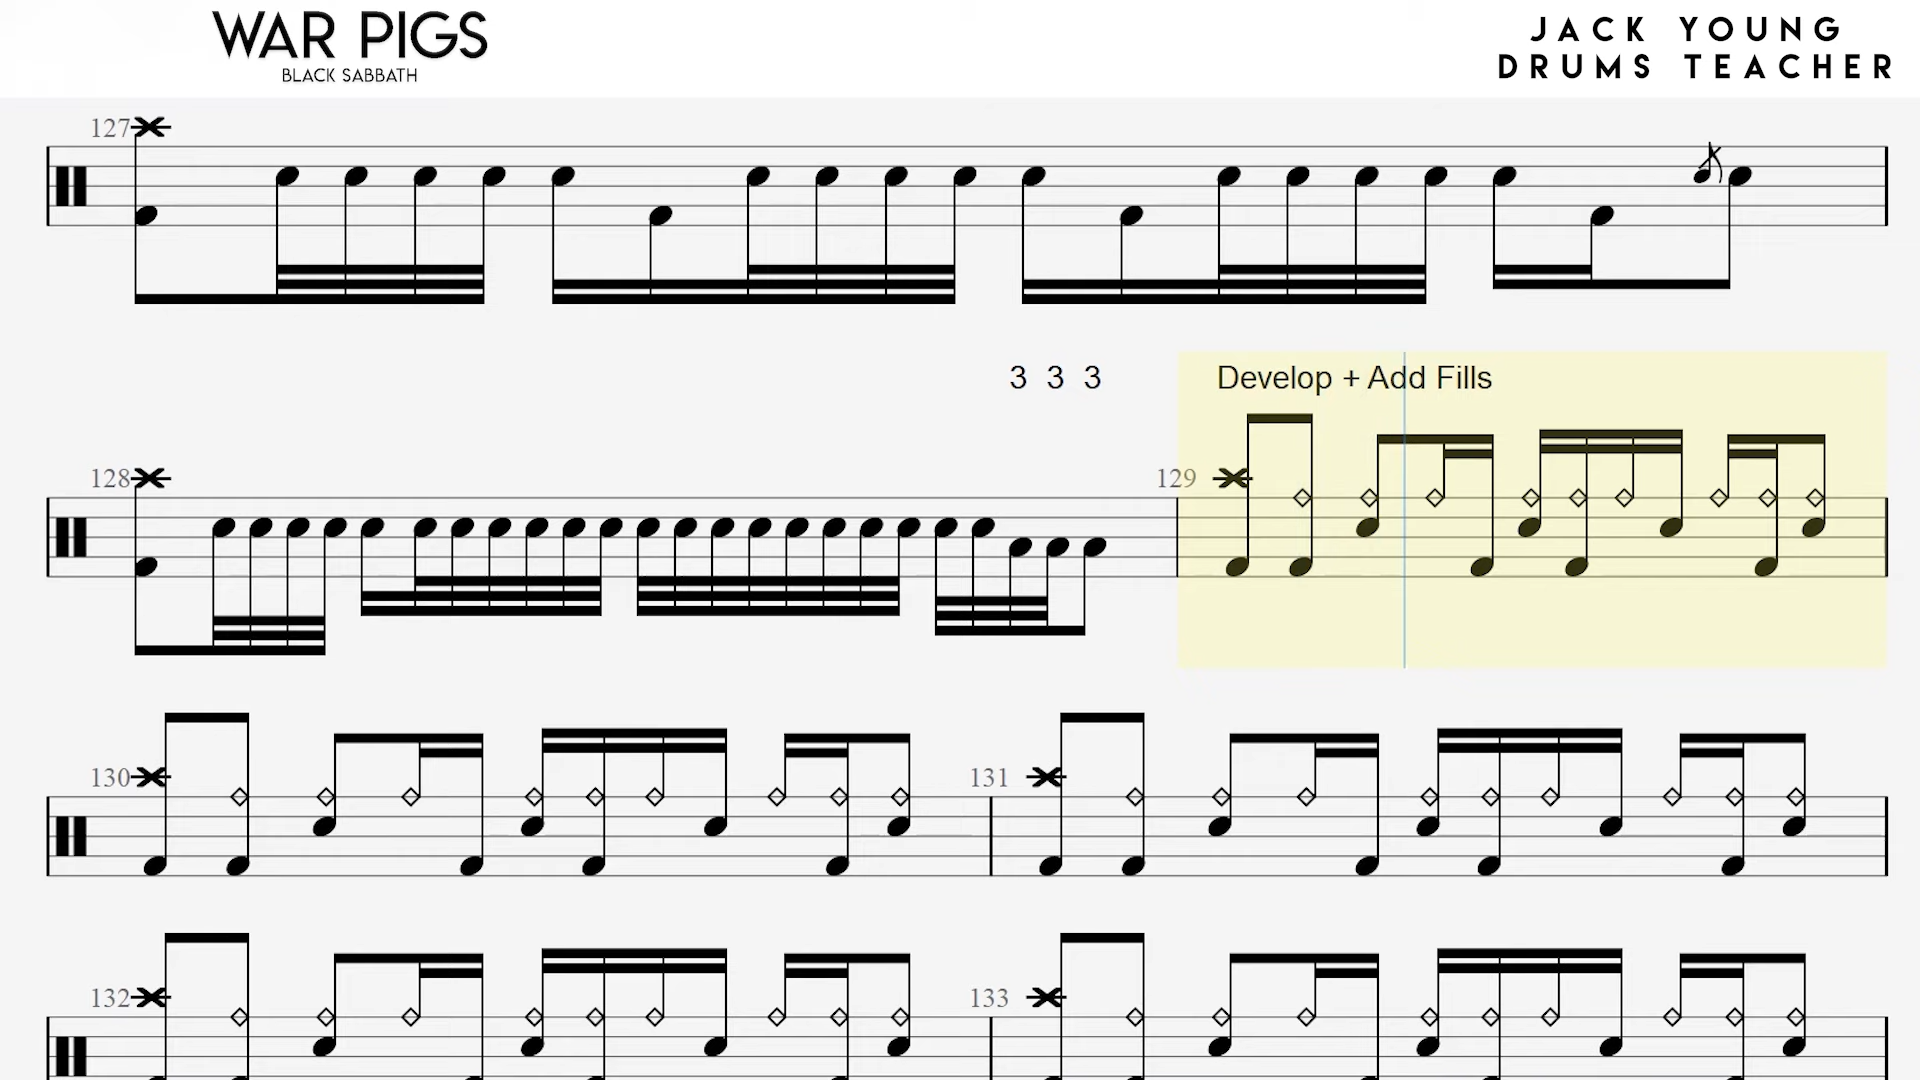 WAR PIGS
BLACK SABBATH
JACK YOUNG
DRUMS TEACHER
127
3 3 3
Develop + Add Fills
128
129
130
131
132
133